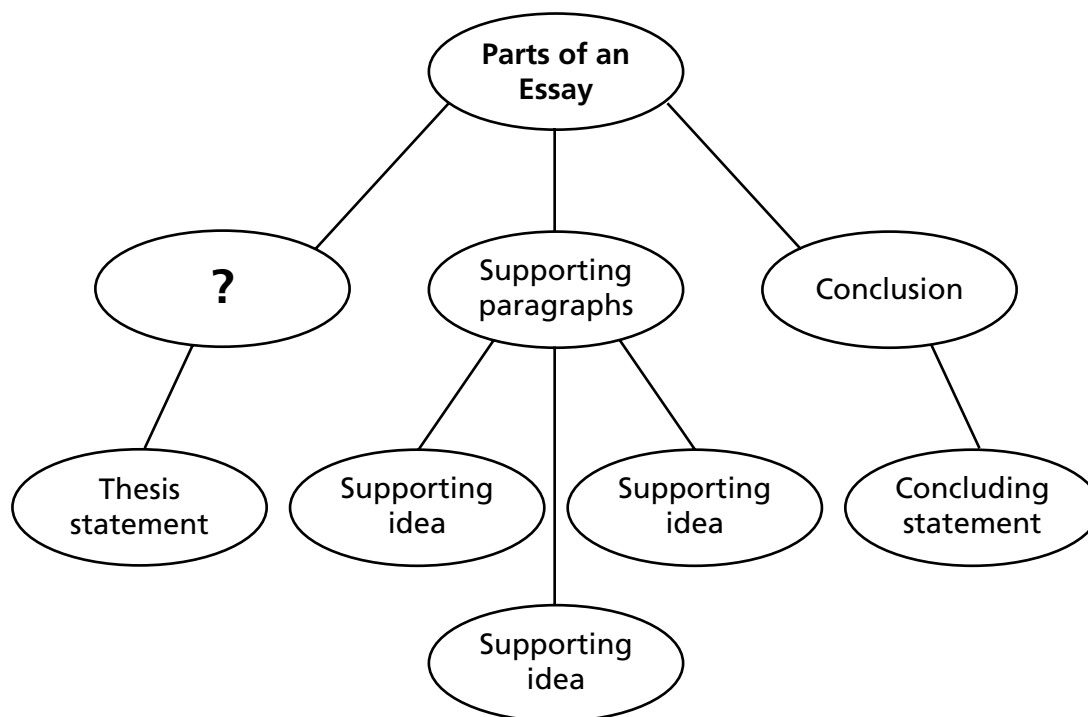 Parts of an
Essay
?
Supporting
paragraphs
Conclusion
Thesis
statement
Supporting
idea
Supporting
idea
Concluding
statement
Supporting
idea